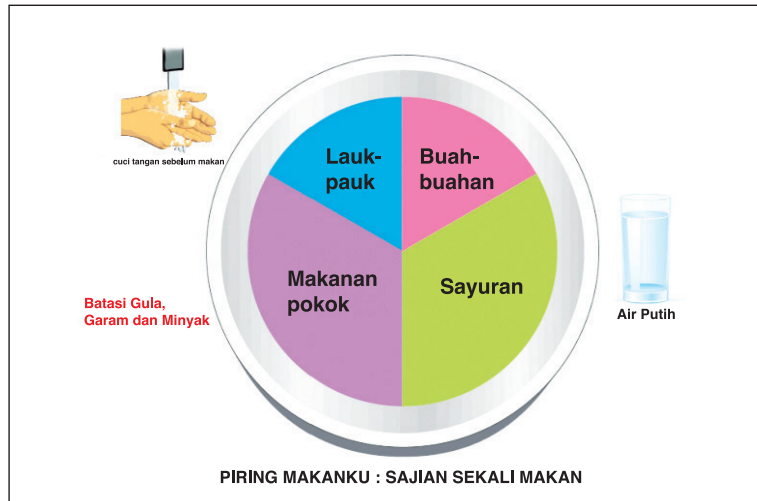 cuci tangan sebelum makan
Lauk-
pauk
Buah-
buahan
Makanan
pokok
Sayuran
Batasi Gula,
Garam dan Minyak
Air Putih
PIRING MAKANKU : SAJIAN SEKALI MAKAN